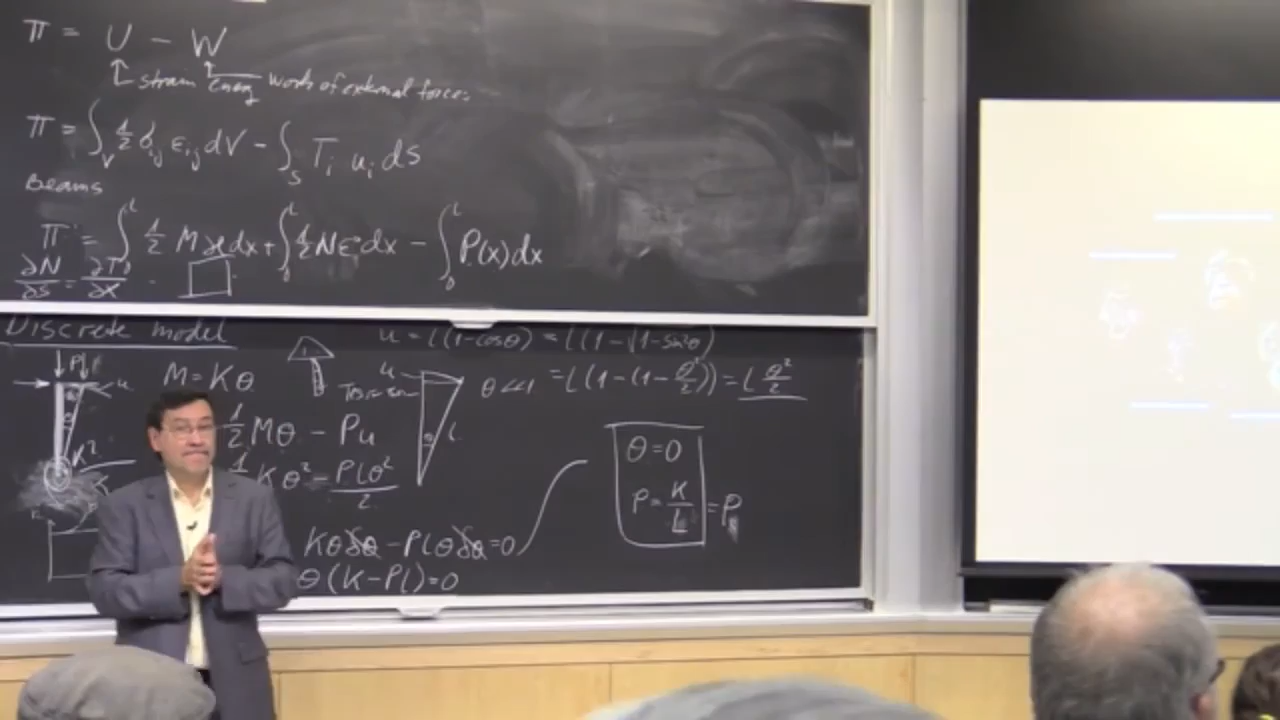 Π = U − W
strain energy work of external forces
Π = ∫_V 1/2 σ_ij ε_ij dV − ∫_S T_i u_i ds
Beams
Π = ∫_0^L 1/2 M ϰ dx + ∫_0^L 1/2 N ε° dx − ∫_0^L P(x) dx
∂N/∂s = ∂T/∂x
Discrete model
u = L(1−cosθ) = L(1−√1−sin²θ)
θ<<1 = L(1−(1−θ²/2)) = L θ²/2
P
u
M = Kθ
u
θ
L
1/2 Mθ − Pu
1/2 Kθ² − PLθ²/2
Kθδθ − PLθδθ = 0
θ(K−PL) = 0
θ = 0
P = K/L = P